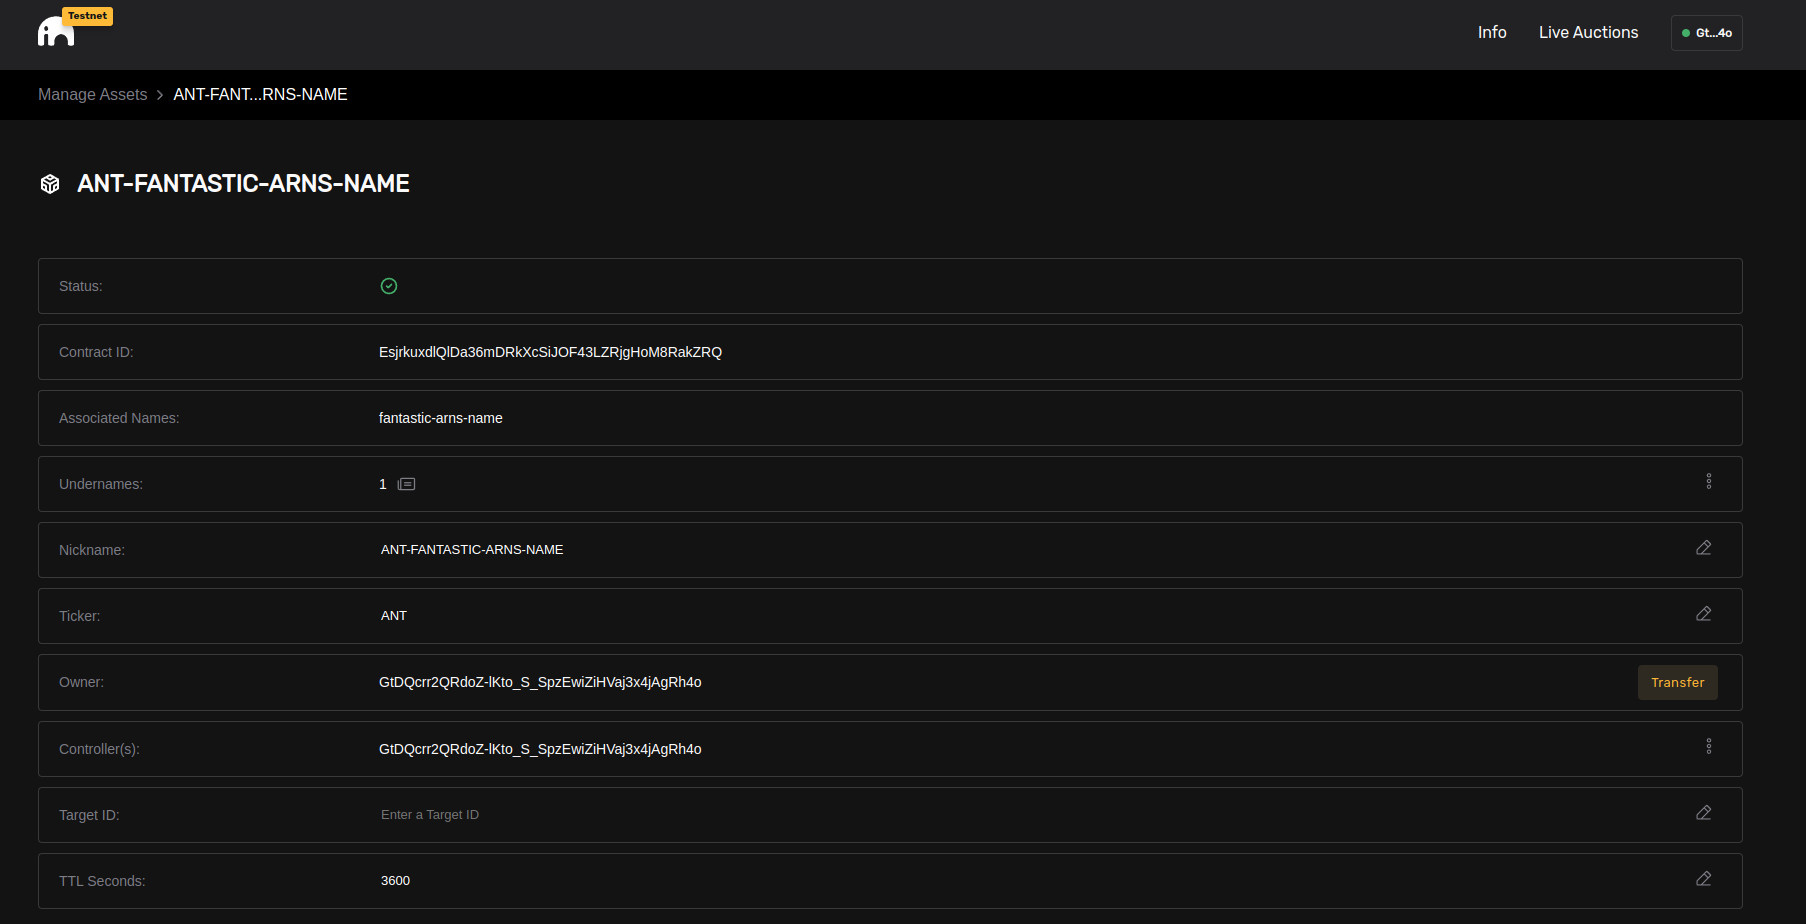 Testnet
Info
Live Auctions
Gt...4o
Manage Assets > ANT-FANT...RNS-NAME
ANT-FANTASTIC-ARNS-NAME
Status:
Contract ID: EsjrkuxdlQlDa36mDRkXcSiJOF43LZRjgHoM8RakZRQ
Associated Names: fantastic-arns-name
Undernames: 1
Nickname: ANT-FANTASTIC-ARNS-NAME
Ticker: ANT
Owner: GtDQcrr2QRdoZ-lKto_S_SpzEwiZiHVaj3x4jAgRh4o Transfer
Controller(s): GtDQcrr2QRdoZ-lKto_S_SpzEwiZiHVaj3x4jAgRh4o
Target ID: Enter a Target ID
TTL Seconds: 3600